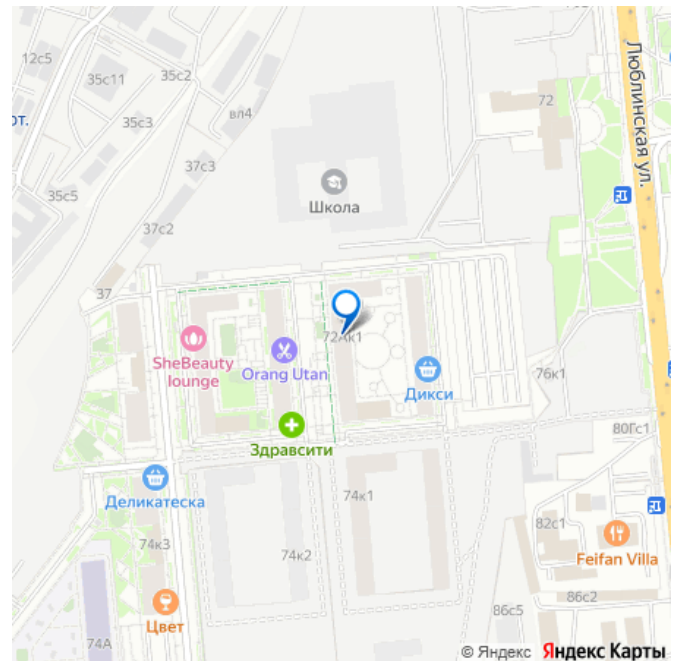 12с5
35с11
35с2
от.
35с3
вл4
37с3
35с5
37с2
37
Школа
72
Люблинская ул.
SheBeauty
lounge
Orang Utan
72Ак1
Дикси
76к1
Здравсити
80Гс1
Деликатеска
74к1
74к3
74к2
82с1
Feifan Villa
86с5
86с2
Цвет
74А
© Яндекс Яндекс Карты